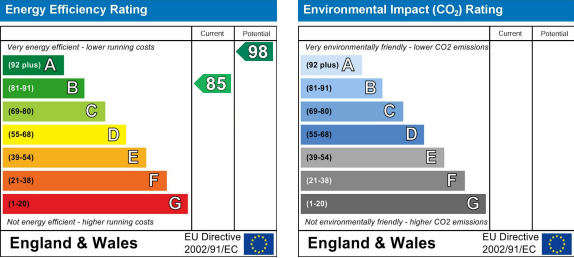 Energy Efficiency Rating
Current
Potential
Very energy efficient - lower running costs
(92 plus) A
(81-91) B
(69-80) C
(55-68) D
(39-54) E
(21-38) F
(1-20) G
85
98
Not energy efficient - higher running costs
England & Wales
EU Directive
2002/91/EC
Environmental Impact (CO₂) Rating
Current
Potential
Very environmentally friendly - lower CO2 emissions
(92 plus) A
(81-91) B
(69-80) C
(55-68) D
(39-54) E
(21-38) F
(1-20) G
Not environmentally friendly - higher CO2 emissions
England & Wales
EU Directive
2002/91/EC